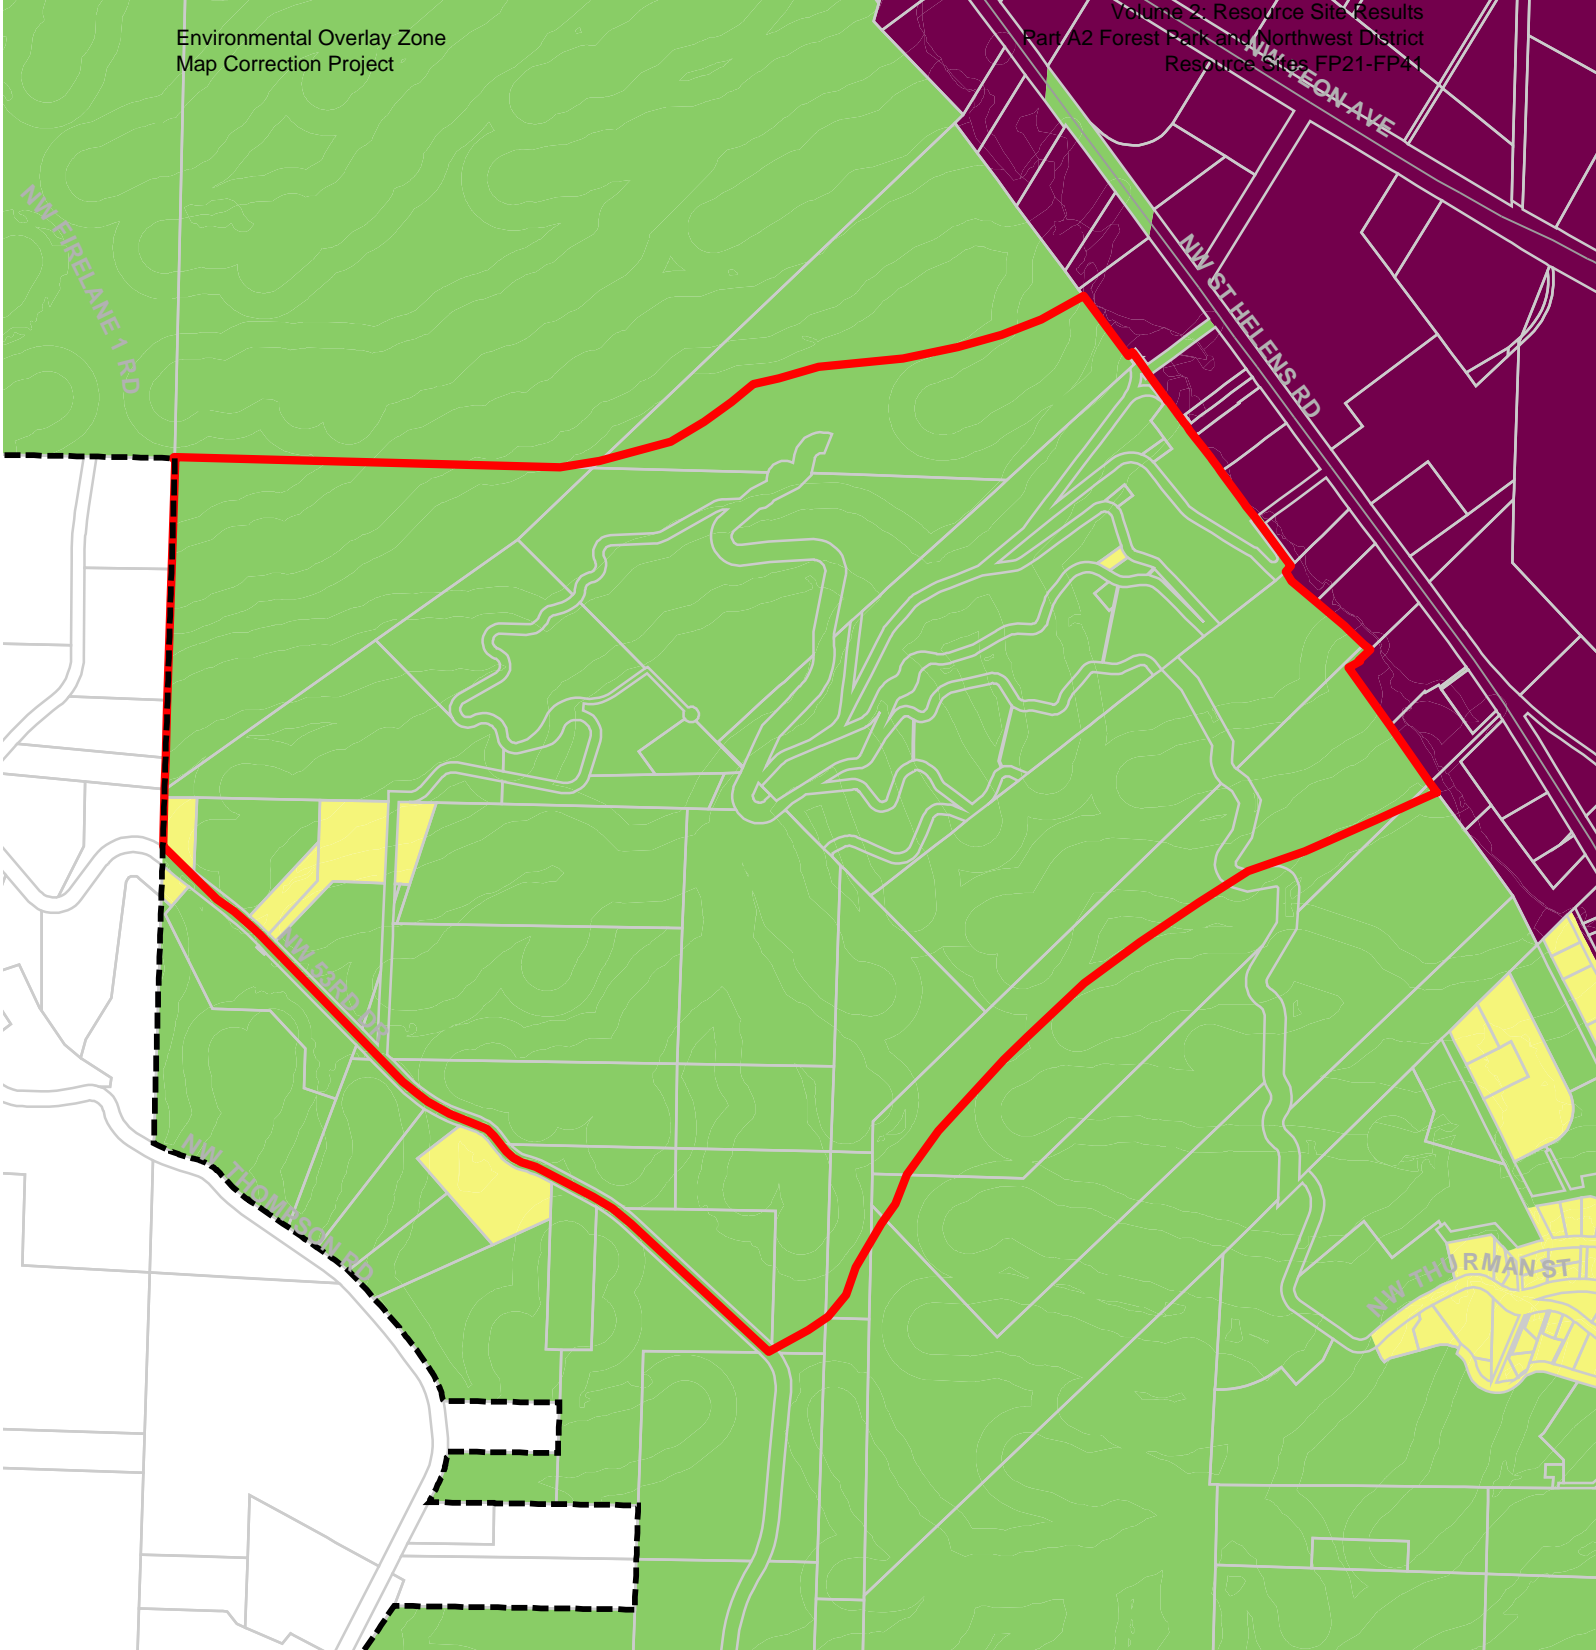 Environmental Overlay Zone
Map Correction Project
Volume 2: Resource Site Results
Part A2 Forest Park and Northwest District
Resource Sites FP21-FP41
NW YEON AVE
NW FIRELANE 1 RD
NW ST HELENS RD
NW 53RD DR
NW THOMPSON RD
NW THURMAN ST